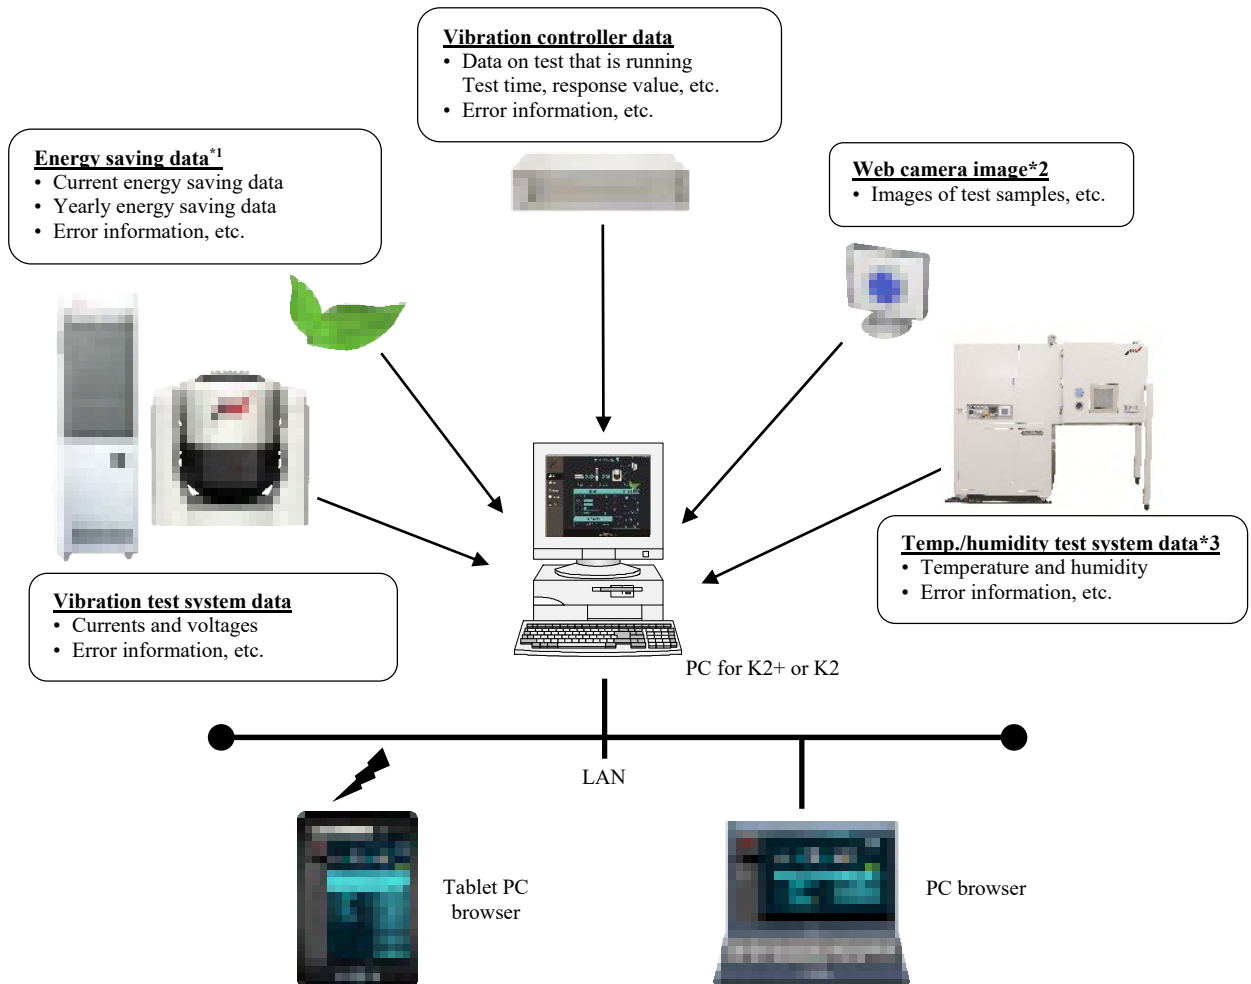 Vibration controller data
• Data on test that is running
Test time, response value, etc.
• Error information, etc.
Energy saving data*1
• Current energy saving data
• Yearly energy saving data
• Error information, etc.
Web camera image*2
• Images of test samples, etc.
Vibration test system data
• Currents and voltages
• Error information, etc.
Temp./humidity test system data*3
• Temperature and humidity
• Error information, etc.
PC for K2+ or K2
LAN
Tablet PC
browser
PC browser